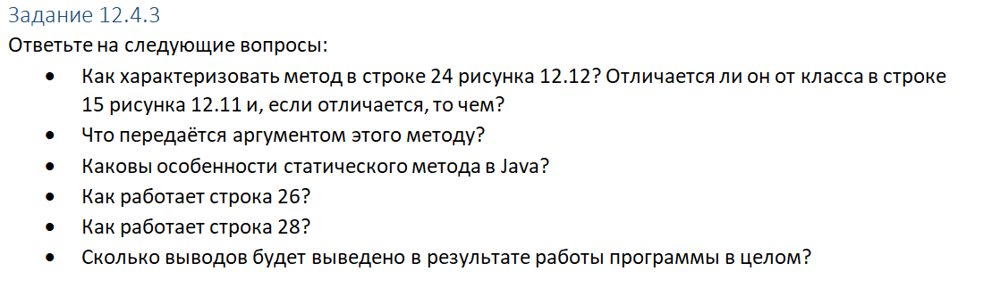 Задание 12.4.3
Ответьте на следующие вопросы:
• Как характеризовать метод в строке 24 рисунка 12.12? Отличается ли он от класса в строке
15 рисунка 12.11 и, если отличается, то чем?
• Что передаётся аргументом этого методу?
• Каковы особенности статического метода в Java?
• Как работает строка 26?
• Как работает строка 28?
• Сколько выводов будет выведено в результате работы программы в целом?